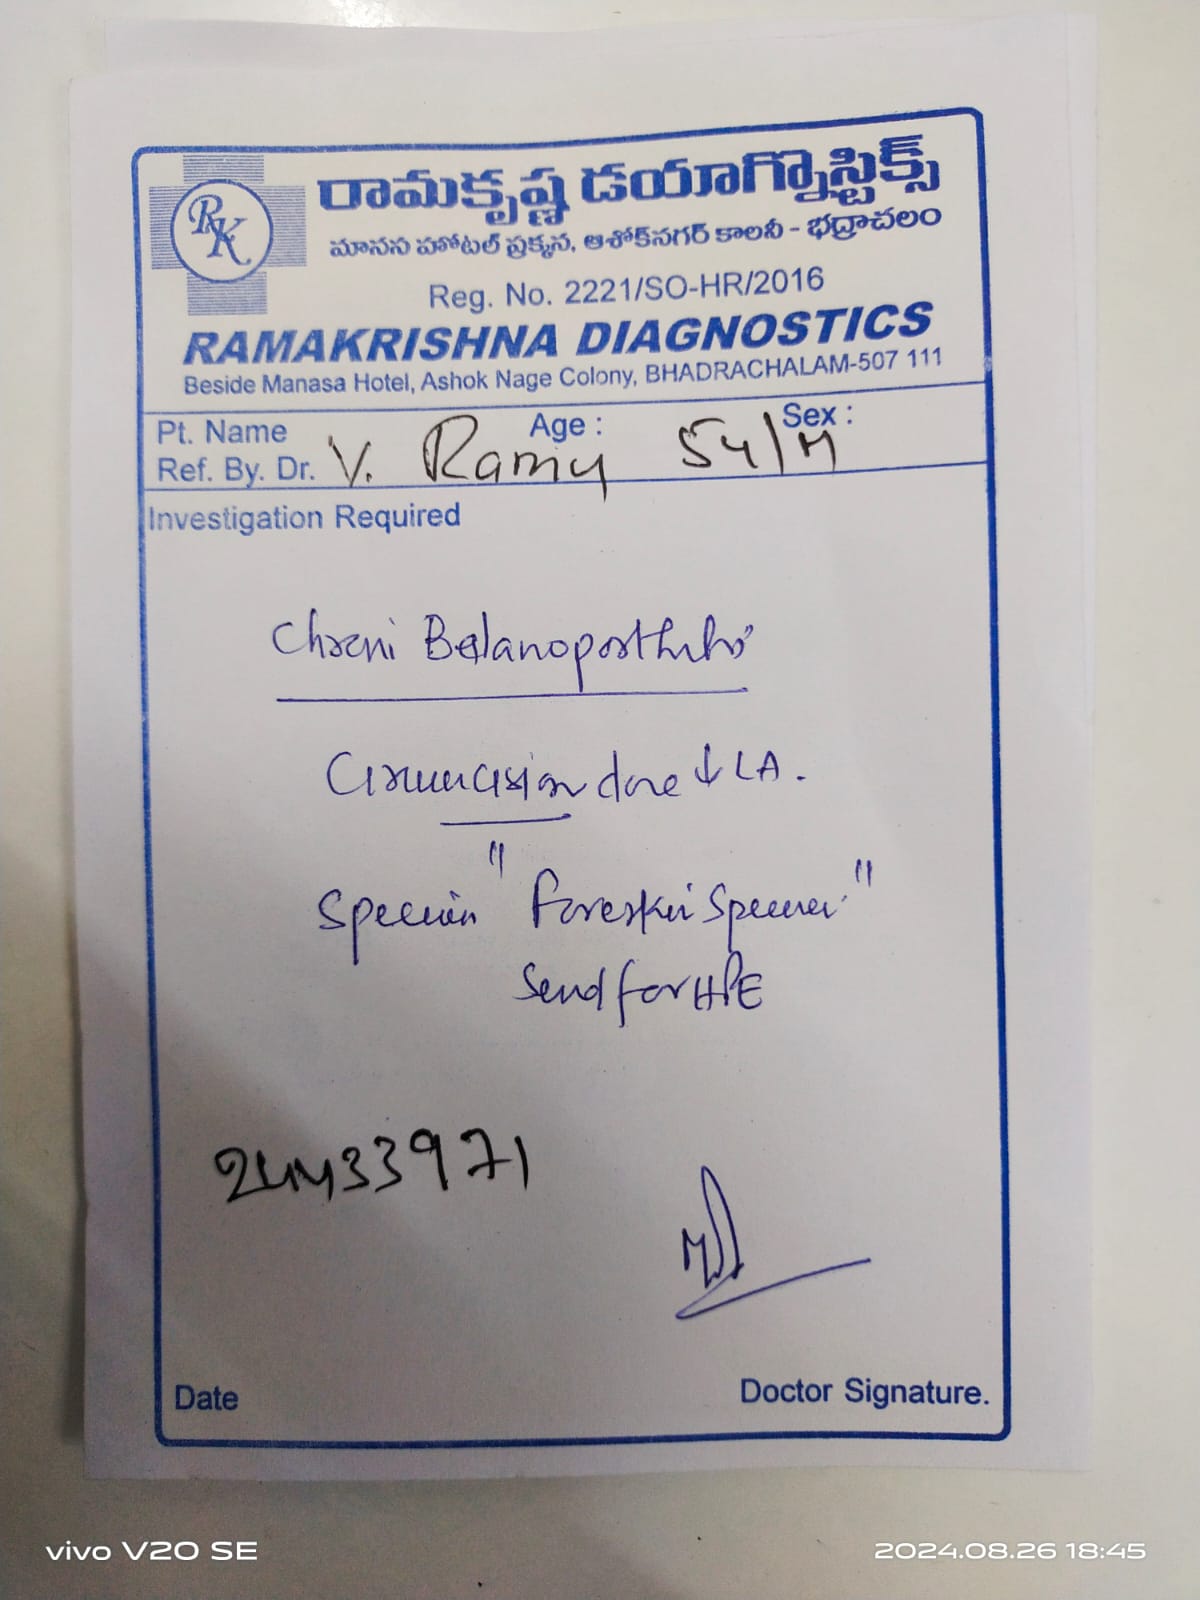 RK
రామకృష్ణ డయాగ్నొస్టిక్స్
మానస హోటల్ ప్రక్కన, ఆశోక్‌నగర్ కాలనీ - భద్రాచలం
Reg. No. 2221/SO-HR/2016
RAMAKRISHNA DIAGNOSTICS
Beside Manasa Hotel, Ashok Nage Colony, BHADRACHALAM-507 111
Pt. Name Age : Sex :
Ref. By. Dr. V. Ramy 54/M
Investigation Required
Chroni Balanoposthitis
Circumcision done ↓ LA.
Specimen "Foreskin Specimen"
Send for HPE
24433971
Date Doctor Signature.
vivo V20 SE 2024.08.26 18:45